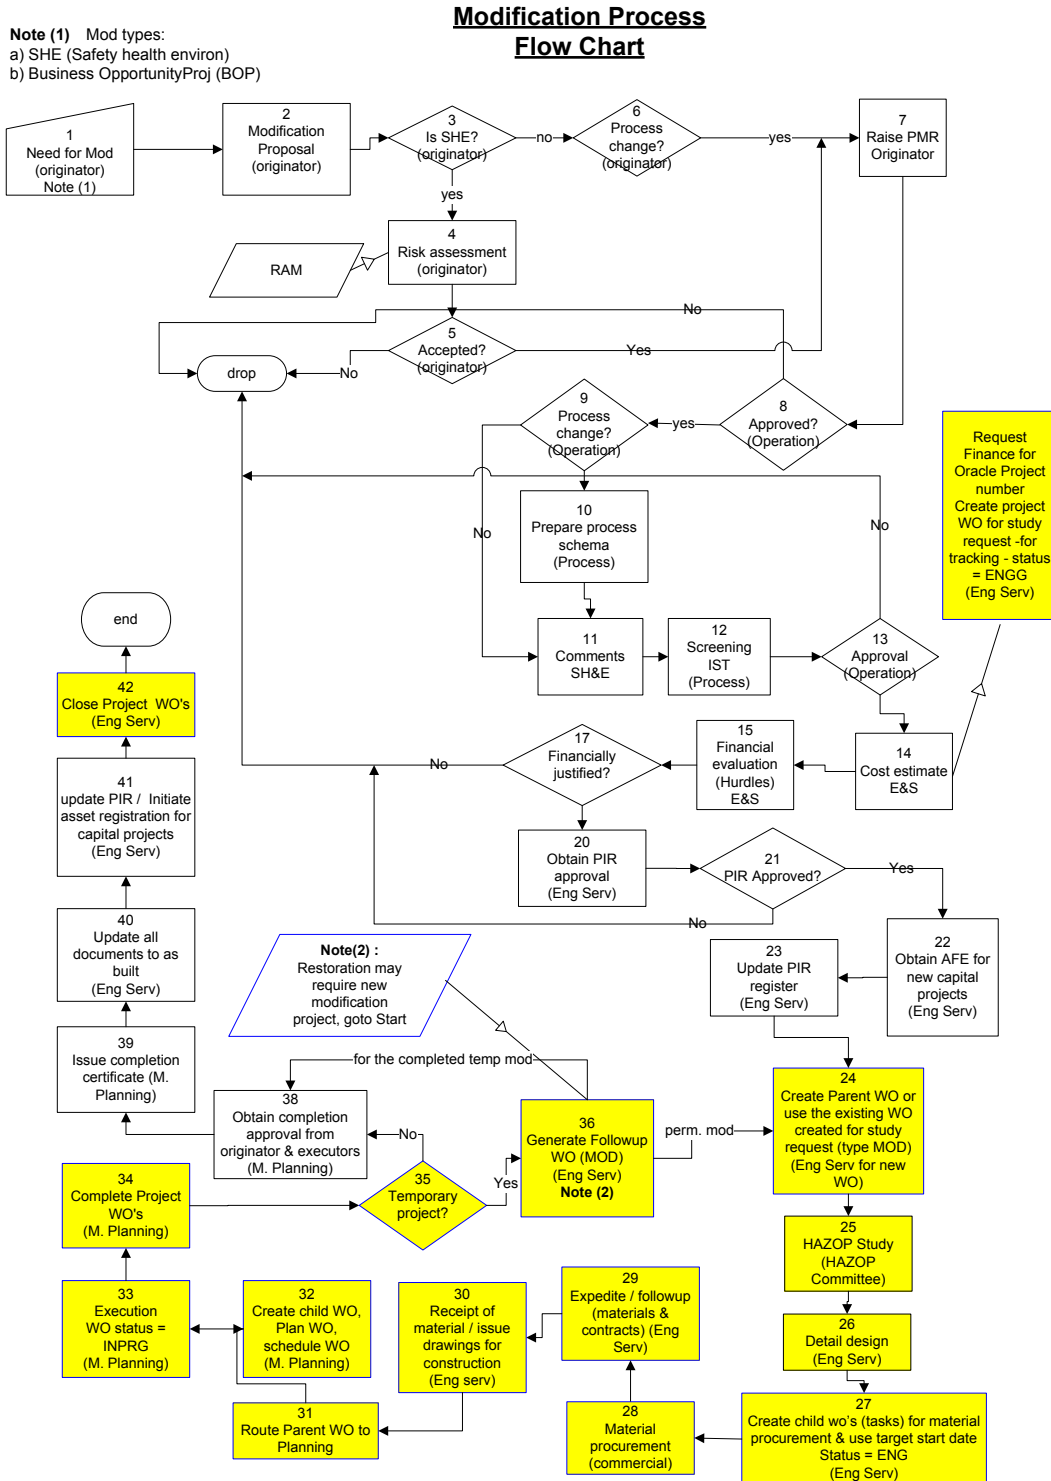 Modification Process
Flow Chart
Note (1) Mod types:
a) SHE (Safety health environ)
b) Business OpportunityProj (BOP)
1
Need for Mod
(originator)
Note (1)
2
Modification
Proposal
(originator)
3
Is SHE?
(originator)
no
6
Process
change?
(originator)
yes
7
Raise PMR
Originator
yes
4
Risk assessment
(originator)
RAM
No
5
Accepted?
(originator)
Yes
No
drop
8
Approved?
(Operation)
yes
9
Process
change?
(Operation)
No
10
Prepare process
schema
(Process)
No
Request
Finance for
Oracle Project
number
Create project
WO for study
request -for
tracking - status
= ENGG
(Eng Serv)
11
Comments
SH&E
12
Screening
IST
(Process)
13
Approval
(Operation)
14
Cost estimate
E&S
15
Financial
evaluation
(Hurdles)
E&S
17
Financially
justified?
No
20
Obtain PIR
approval
(Eng Serv)
21
PIR Approved?
Yes
No
22
Obtain AFE for
new capital
projects
(Eng Serv)
23
Update PIR
register
(Eng Serv)
end
42
Close Project WO's
(Eng Serv)
41
update PIR / Initiate
asset registration for
capital projects
(Eng Serv)
40
Update all
documents to as
built
(Eng Serv)
39
Issue completion
certificate (M.
Planning)
Note(2) :
Restoration may
require new
modification
project, goto Start
for the completed temp mod
38
Obtain completion
approval from
originator & executors
(M. Planning)
No
36
Generate Followup
WO (MOD)
(Eng Serv)
Note (2)
perm. mod
24
Create Parent WO or
use the existing WO
created for study
request (type MOD)
(Eng Serv for new
WO)
34
Complete Project
WO's
(M. Planning)
35
Temporary
project?
Yes
25
HAZOP Study
(HAZOP
Committee)
26
Detail design
(Eng Serv)
27
Create child wo's (tasks) for material
procurement & use target start date
Status = ENG
(Eng Serv)
28
Material
procurement
(commercial)
29
Expedite / followup
(materials &
contracts) (Eng
Serv)
30
Receipt of
material / issue
drawings for
construction
(Eng serv)
31
Route Parent WO to
Planning
32
Create child WO,
Plan WO,
schedule WO
(M. Planning)
33
Execution
WO status =
INPRG
(M. Planning)